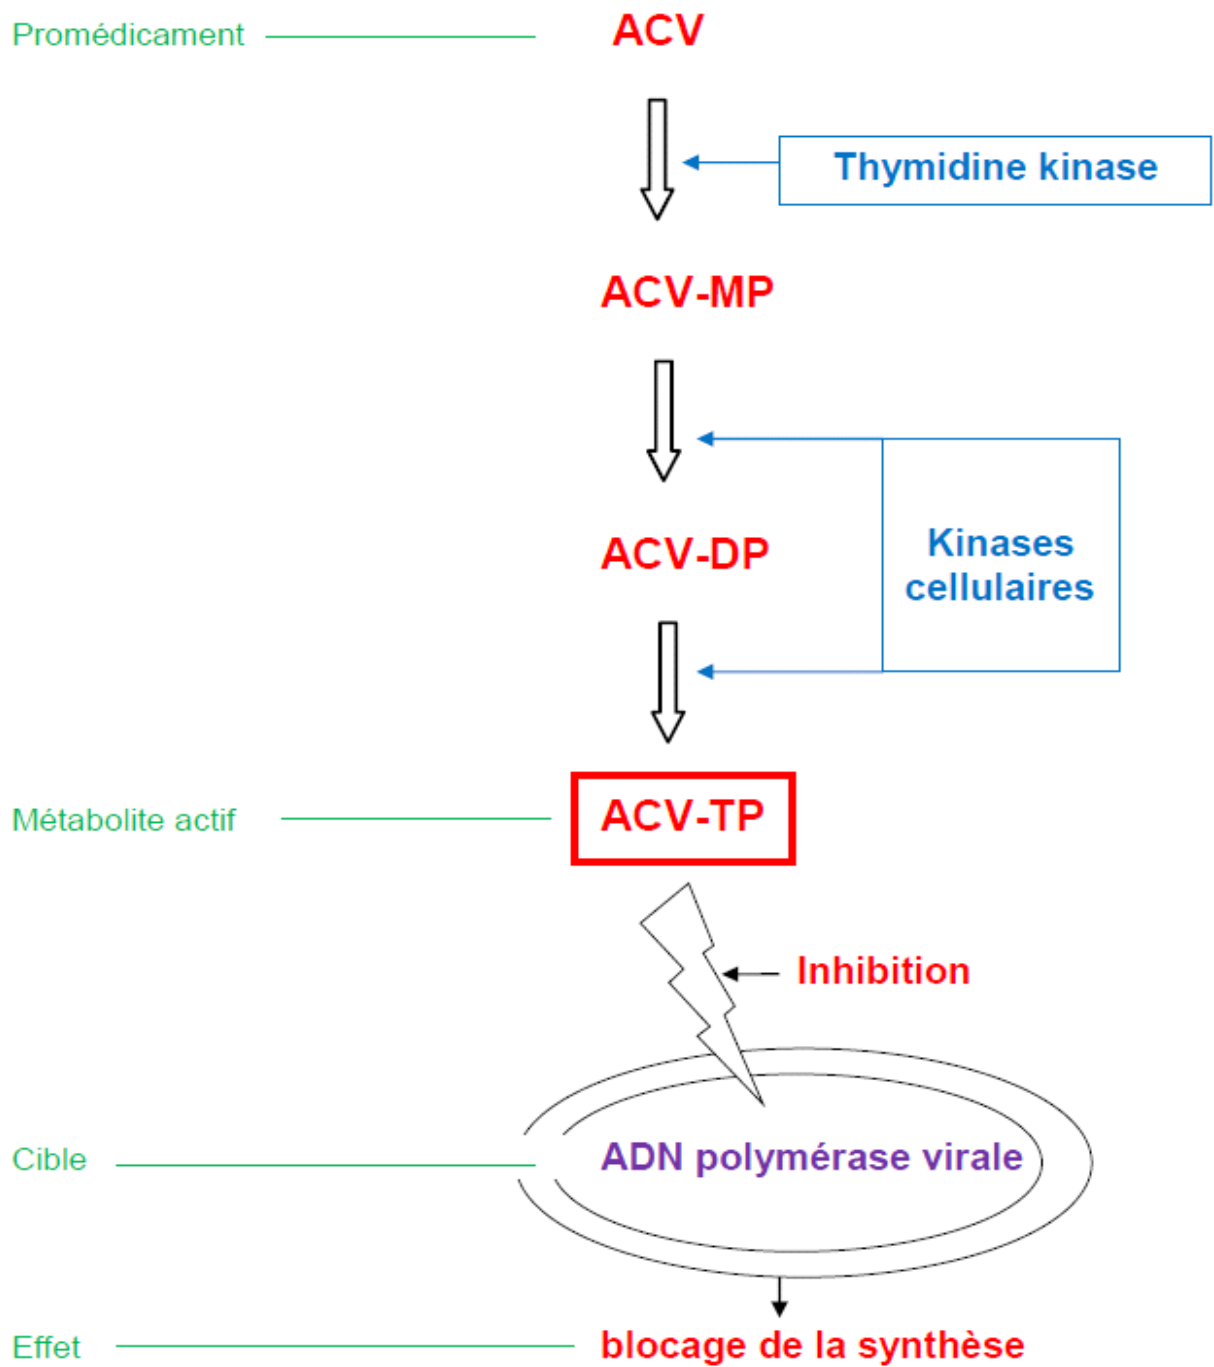 Promédicament
ACV
Thymidine kinase
ACV-MP
ACV-DP
Kinases
cellulaires
Métabolite actif
ACV-TP
Inhibition
Cible
ADN polymérase virale
Effet
blocage de la synthèse